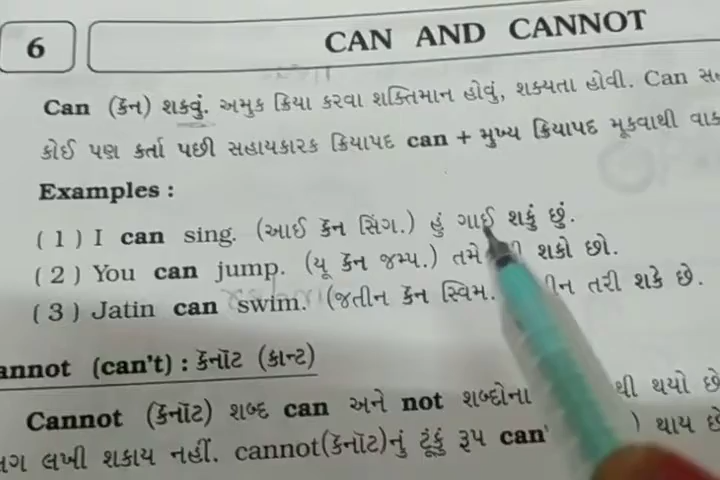 6
CAN AND CANNOT
Can (કૅન) શકવું. અમુક ક્રિયા કરવા શક્તિમાન હોવું, શક્યતા હોવી. Can
કોઈ પણ કર્તા પછી સહાયકારક ક્રિયાપદ can + મુખ્ય ક્રિયાપદ મૂકવાથી
Examples :
( 1 ) I can sing. (આઈ કૅન સિંગ.) હું ગાઈ શકું છું.
( 2 ) You can jump. (યૂ કૅન જમ્પ.) તમે શકો છો.
( 3 ) Jatin can swim. (જતીન કૅન સ્વિમ. તરી શકે છે.
(can't) : કૅનૉટ (કાન્ટ)
Cannot (કૅનૉટ) શબ્દ can અને not શબ્દોના થયો
લખી શકાય નહીં. cannot(કૅનૉટ)નું ટૂંકું રૂપ ) થાય